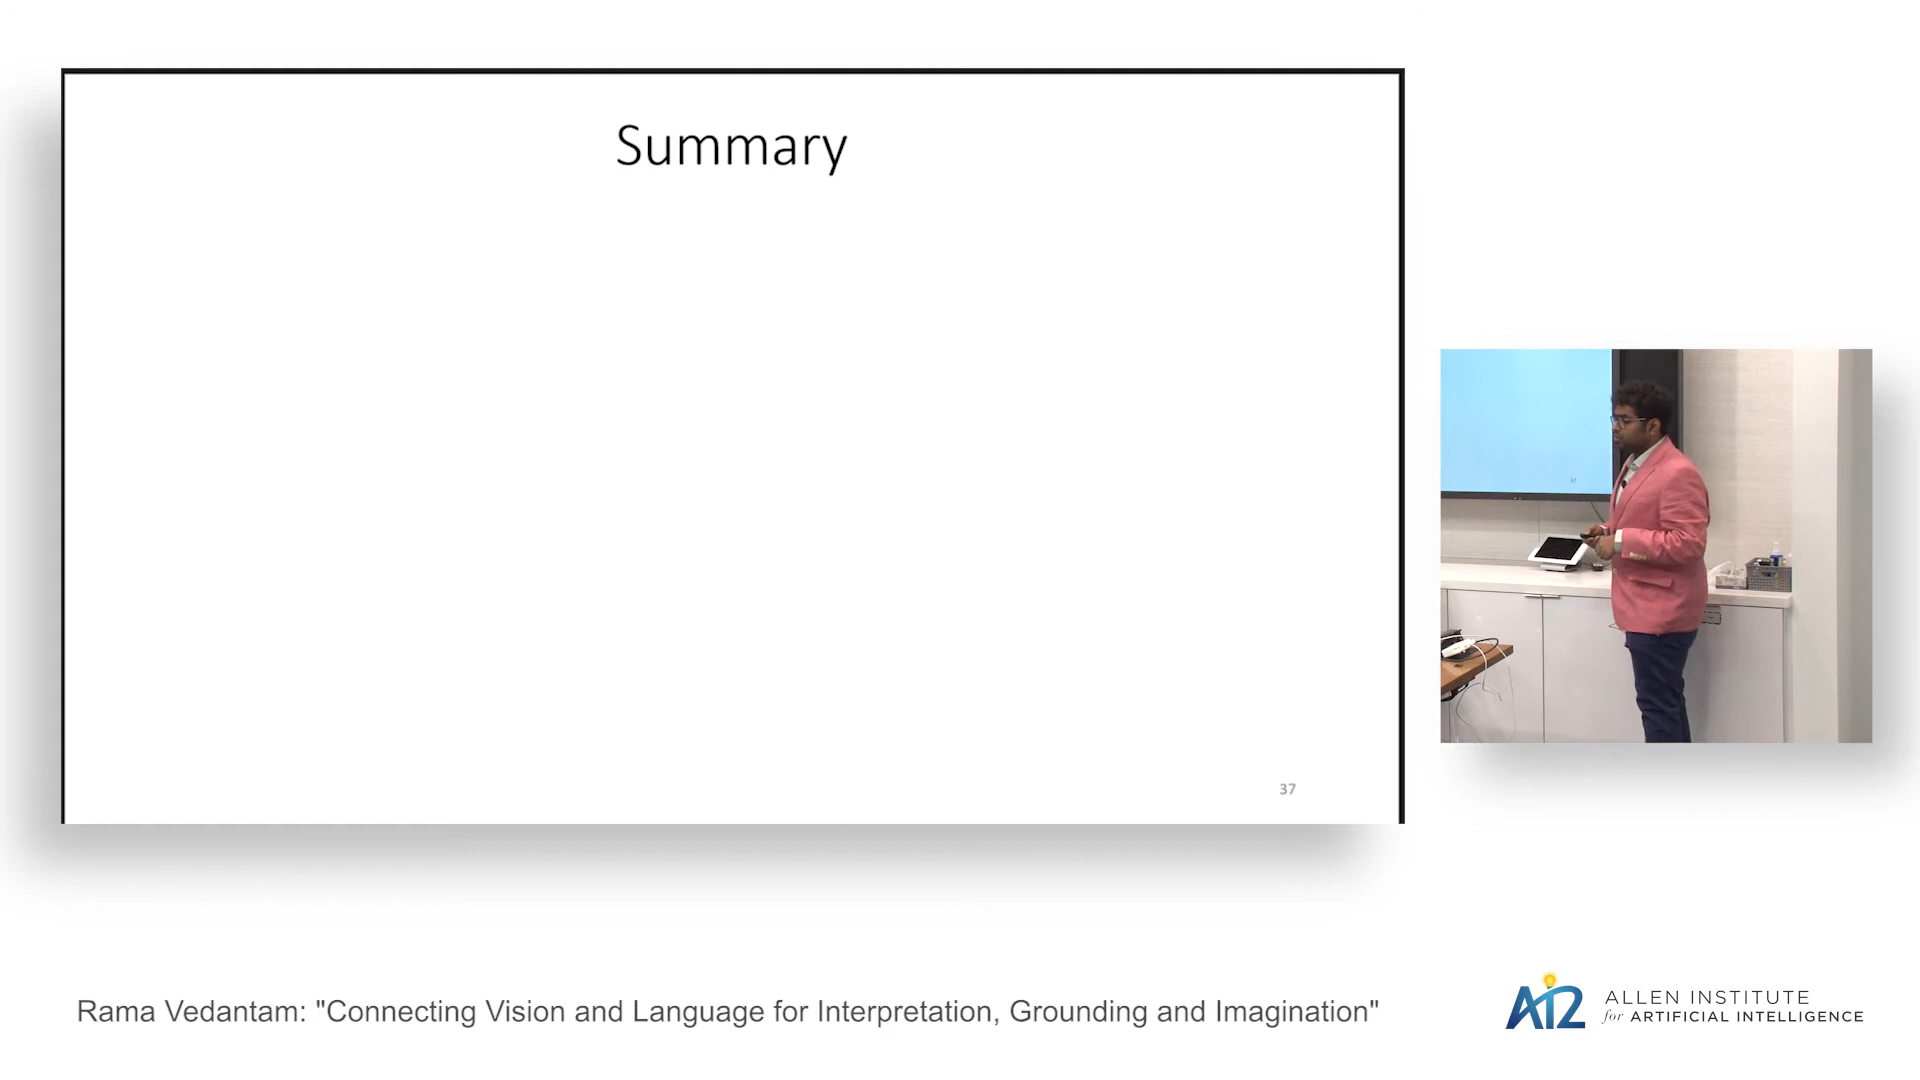 Summary
37
37
Rama Vedantam: "Connecting Vision and Language for Interpretation, Grounding and Imagination"
AI2
ALLEN INSTITUTE
for ARTIFICIAL INTELLIGENCE